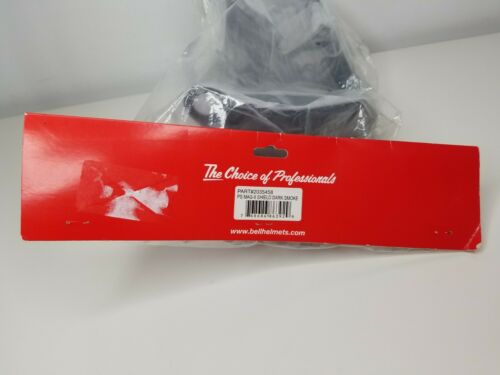 The Choice of Professionals
PART#2035458
PS MAG-9 SHIELD DARK SMOKE
www.bellhelmets.com